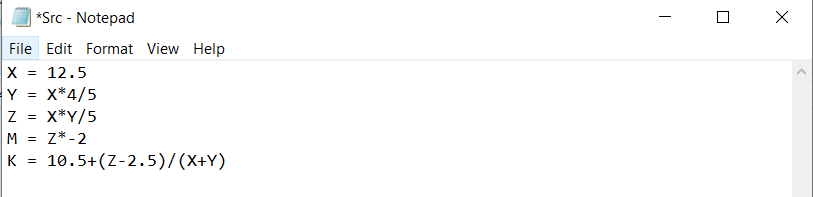 *Src - Notepad
File Edit Format View Help
X = 12.5
Y = X*4/5
Z = X*Y/5
M = Z*-2
K = 10.5+(Z-2.5)/(X+Y)